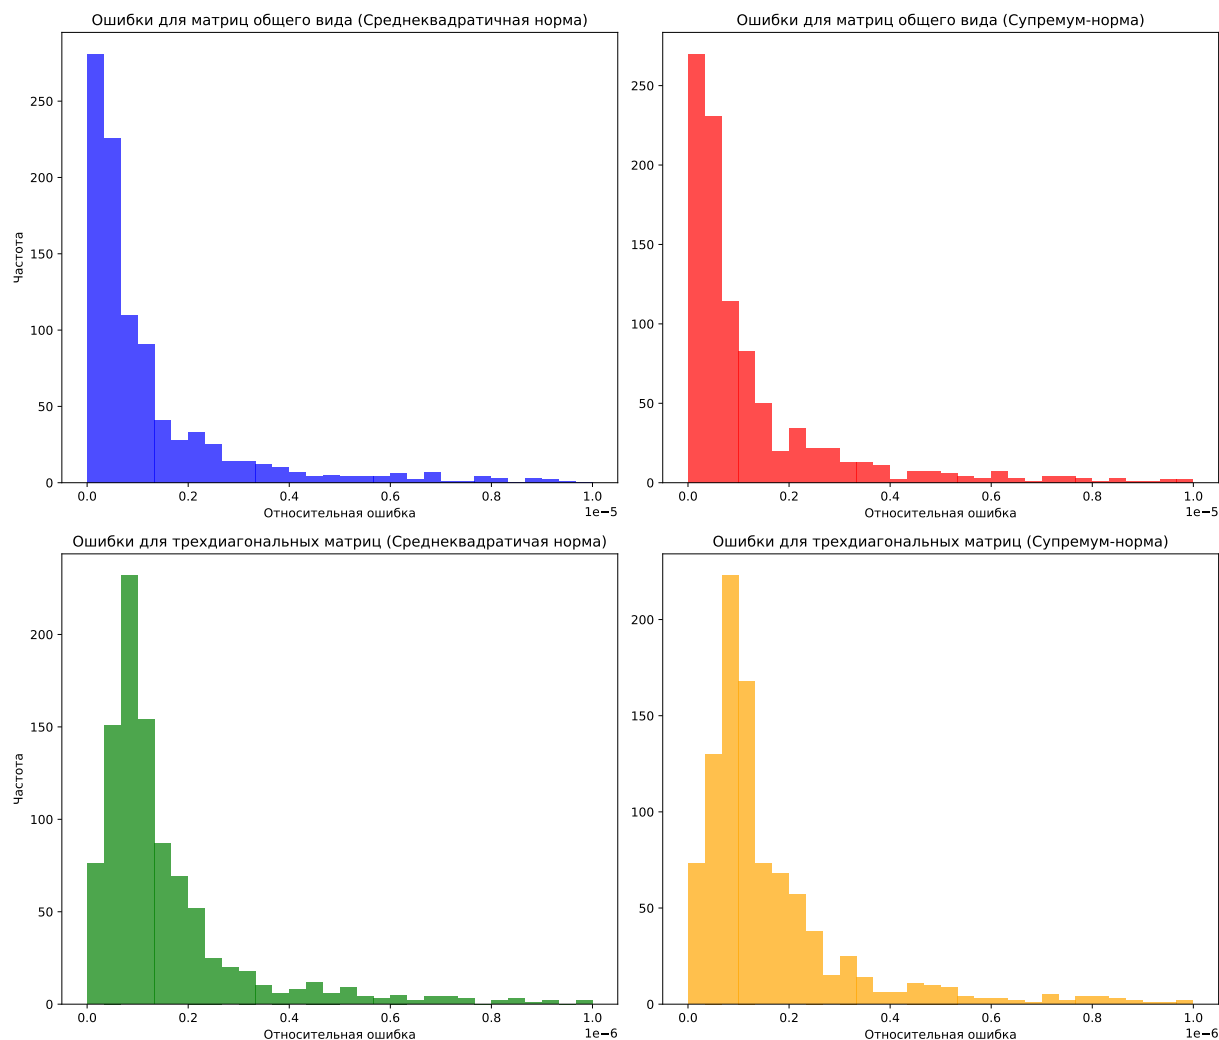 Ошибки для матриц общего вида (Среднеквадратичная норма)
250
200
150
100
50
0
Частота
0.0 0.2 0.4 0.6 0.8 1.0
1e−5
Относительная ошибка
Ошибки для матриц общего вида (Супремум-норма)
250
200
150
100
50
0
0.0 0.2 0.4 0.6 0.8 1.0
1e−5
Относительная ошибка
Ошибки для трехдиагональных матриц (Среднеквадратичая норма)
200
150
100
50
0
Частота
0.0 0.2 0.4 0.6 0.8 1.0
1e−6
Относительная ошибка
Ошибки для трехдиагональных матриц (Супремум-норма)
200
150
100
50
0
0.0 0.2 0.4 0.6 0.8 1.0
1e−6
Относительная ошибка